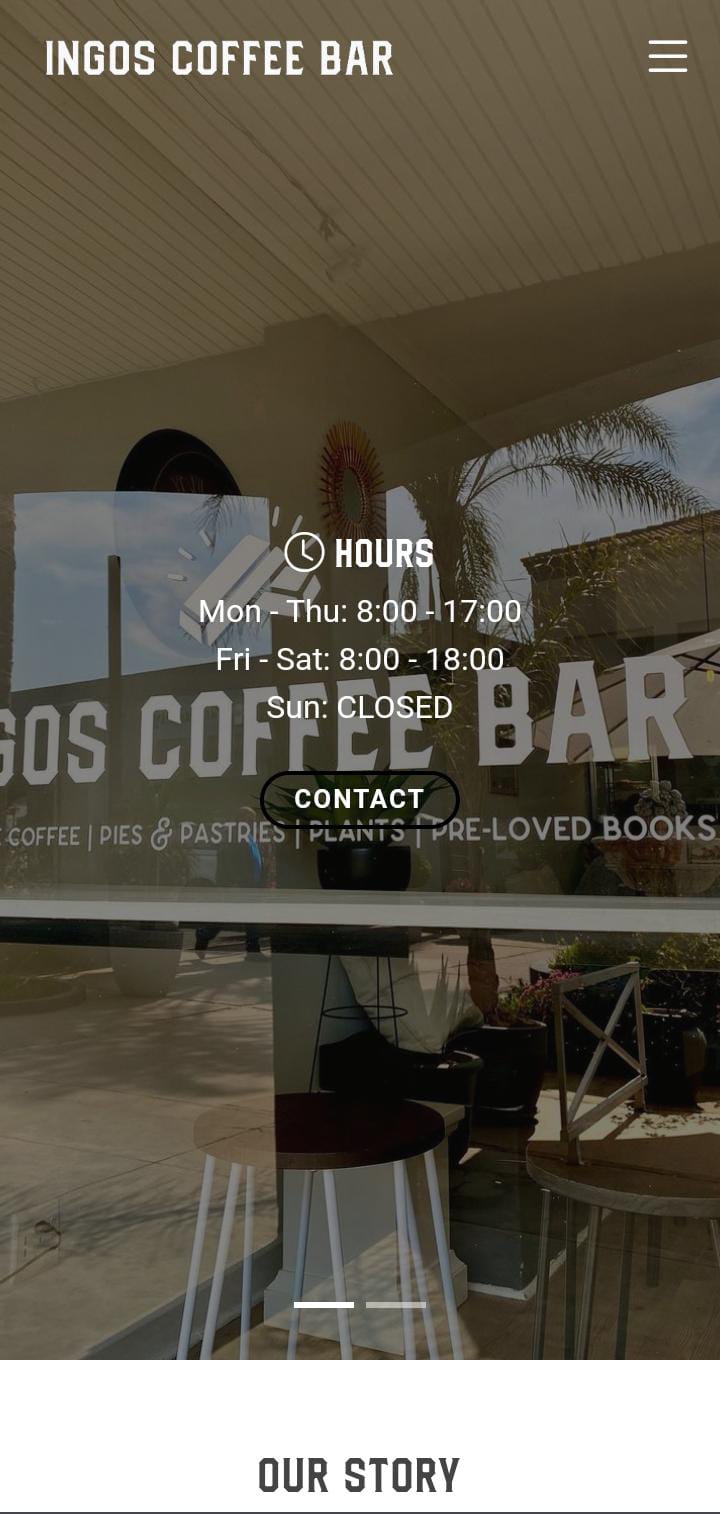 INGOS COFFEE BAR
HOURS
Mon - Thu: 8:00 - 17:00
Fri - Sat: 8:00 - 18:00
Sun: CLOSED
GOS COFFEE BAR
CONTACT
COFFEE | PIES & PASTRIES | PLANTS | PRE-LOVED BOOKS
OUR STORY